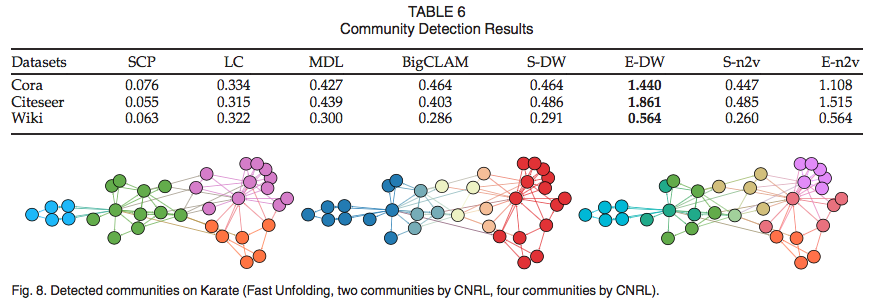 TABLE 6
Community Detection Results
Datasets SCP LC MDL BigCLAM S-DW E-DW S-n2v E-n2v
Cora 0.076 0.334 0.427 0.464 0.464 1.440 0.447 1.108
Citeseer 0.055 0.315 0.439 0.403 0.486 1.861 0.485 1.515
Wiki 0.063 0.322 0.300 0.286 0.291 0.564 0.260 0.564
Fig. 8. Detected communities on Karate (Fast Unfolding, two communities by CNRL, four communities by CNRL).